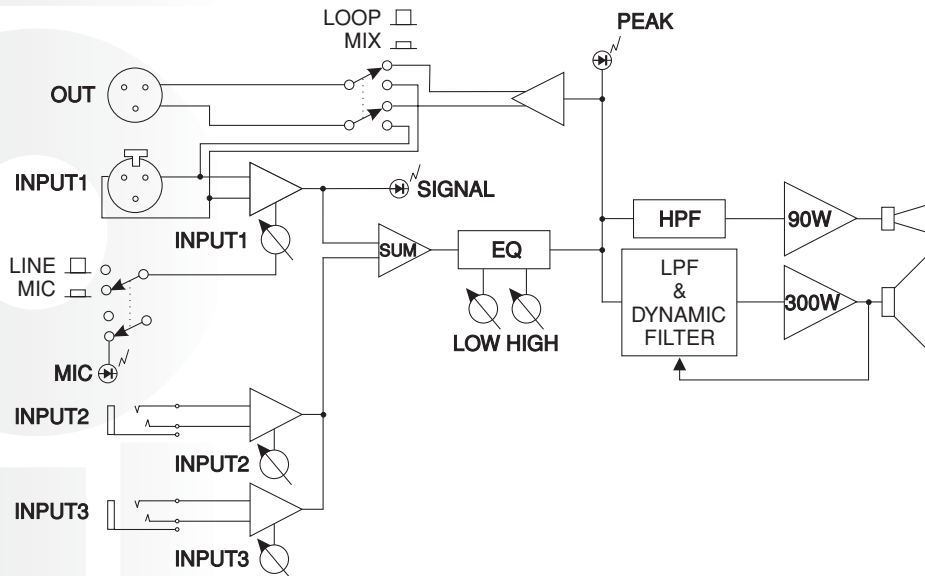 LOOP
MIX
PEAK
OUT
INPUT1
SIGNAL
INPUT1
HPF
90W
LINE
MIC
SUM
EQ
LPF
&
DYNAMIC
FILTER
300W
LOW HIGH
MIC
INPUT2
INPUT2
INPUT3
INPUT3